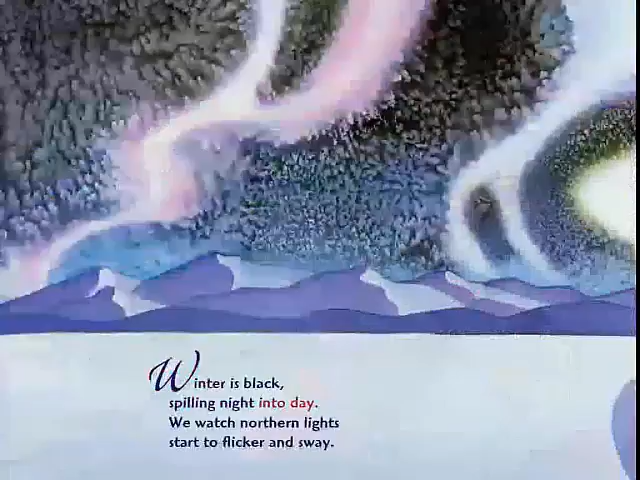 Winter is black,
spilling night into day.
We watch northern lights
start to flicker and sway.